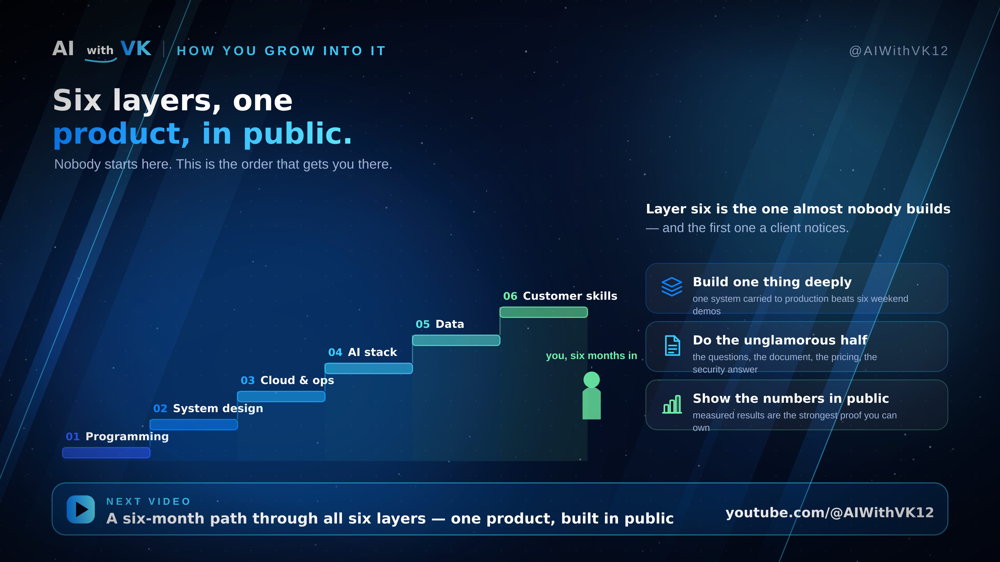 AI with VK | HOW YOU GROW INTO IT
@AIWithVK12
Six layers, one
product, in public.
Nobody starts here. This is the order that gets you there.
Layer six is the one almost nobody builds
— and the first one a client notices.
06 Customer skills
05 Data
04 AI stack
03 Cloud & ops
02 System design
01 Programming
you, six months in
Build one thing deeply
one system carried to production beats six weekend
demos
Do the unglamorous half
the questions, the document, the pricing, the
security answer
Show the numbers in public
measured results are the strongest proof you can
own
NEXT VIDEO
A six-month path through all six layers — one product, built in public
youtube.com/@AIWithVK12